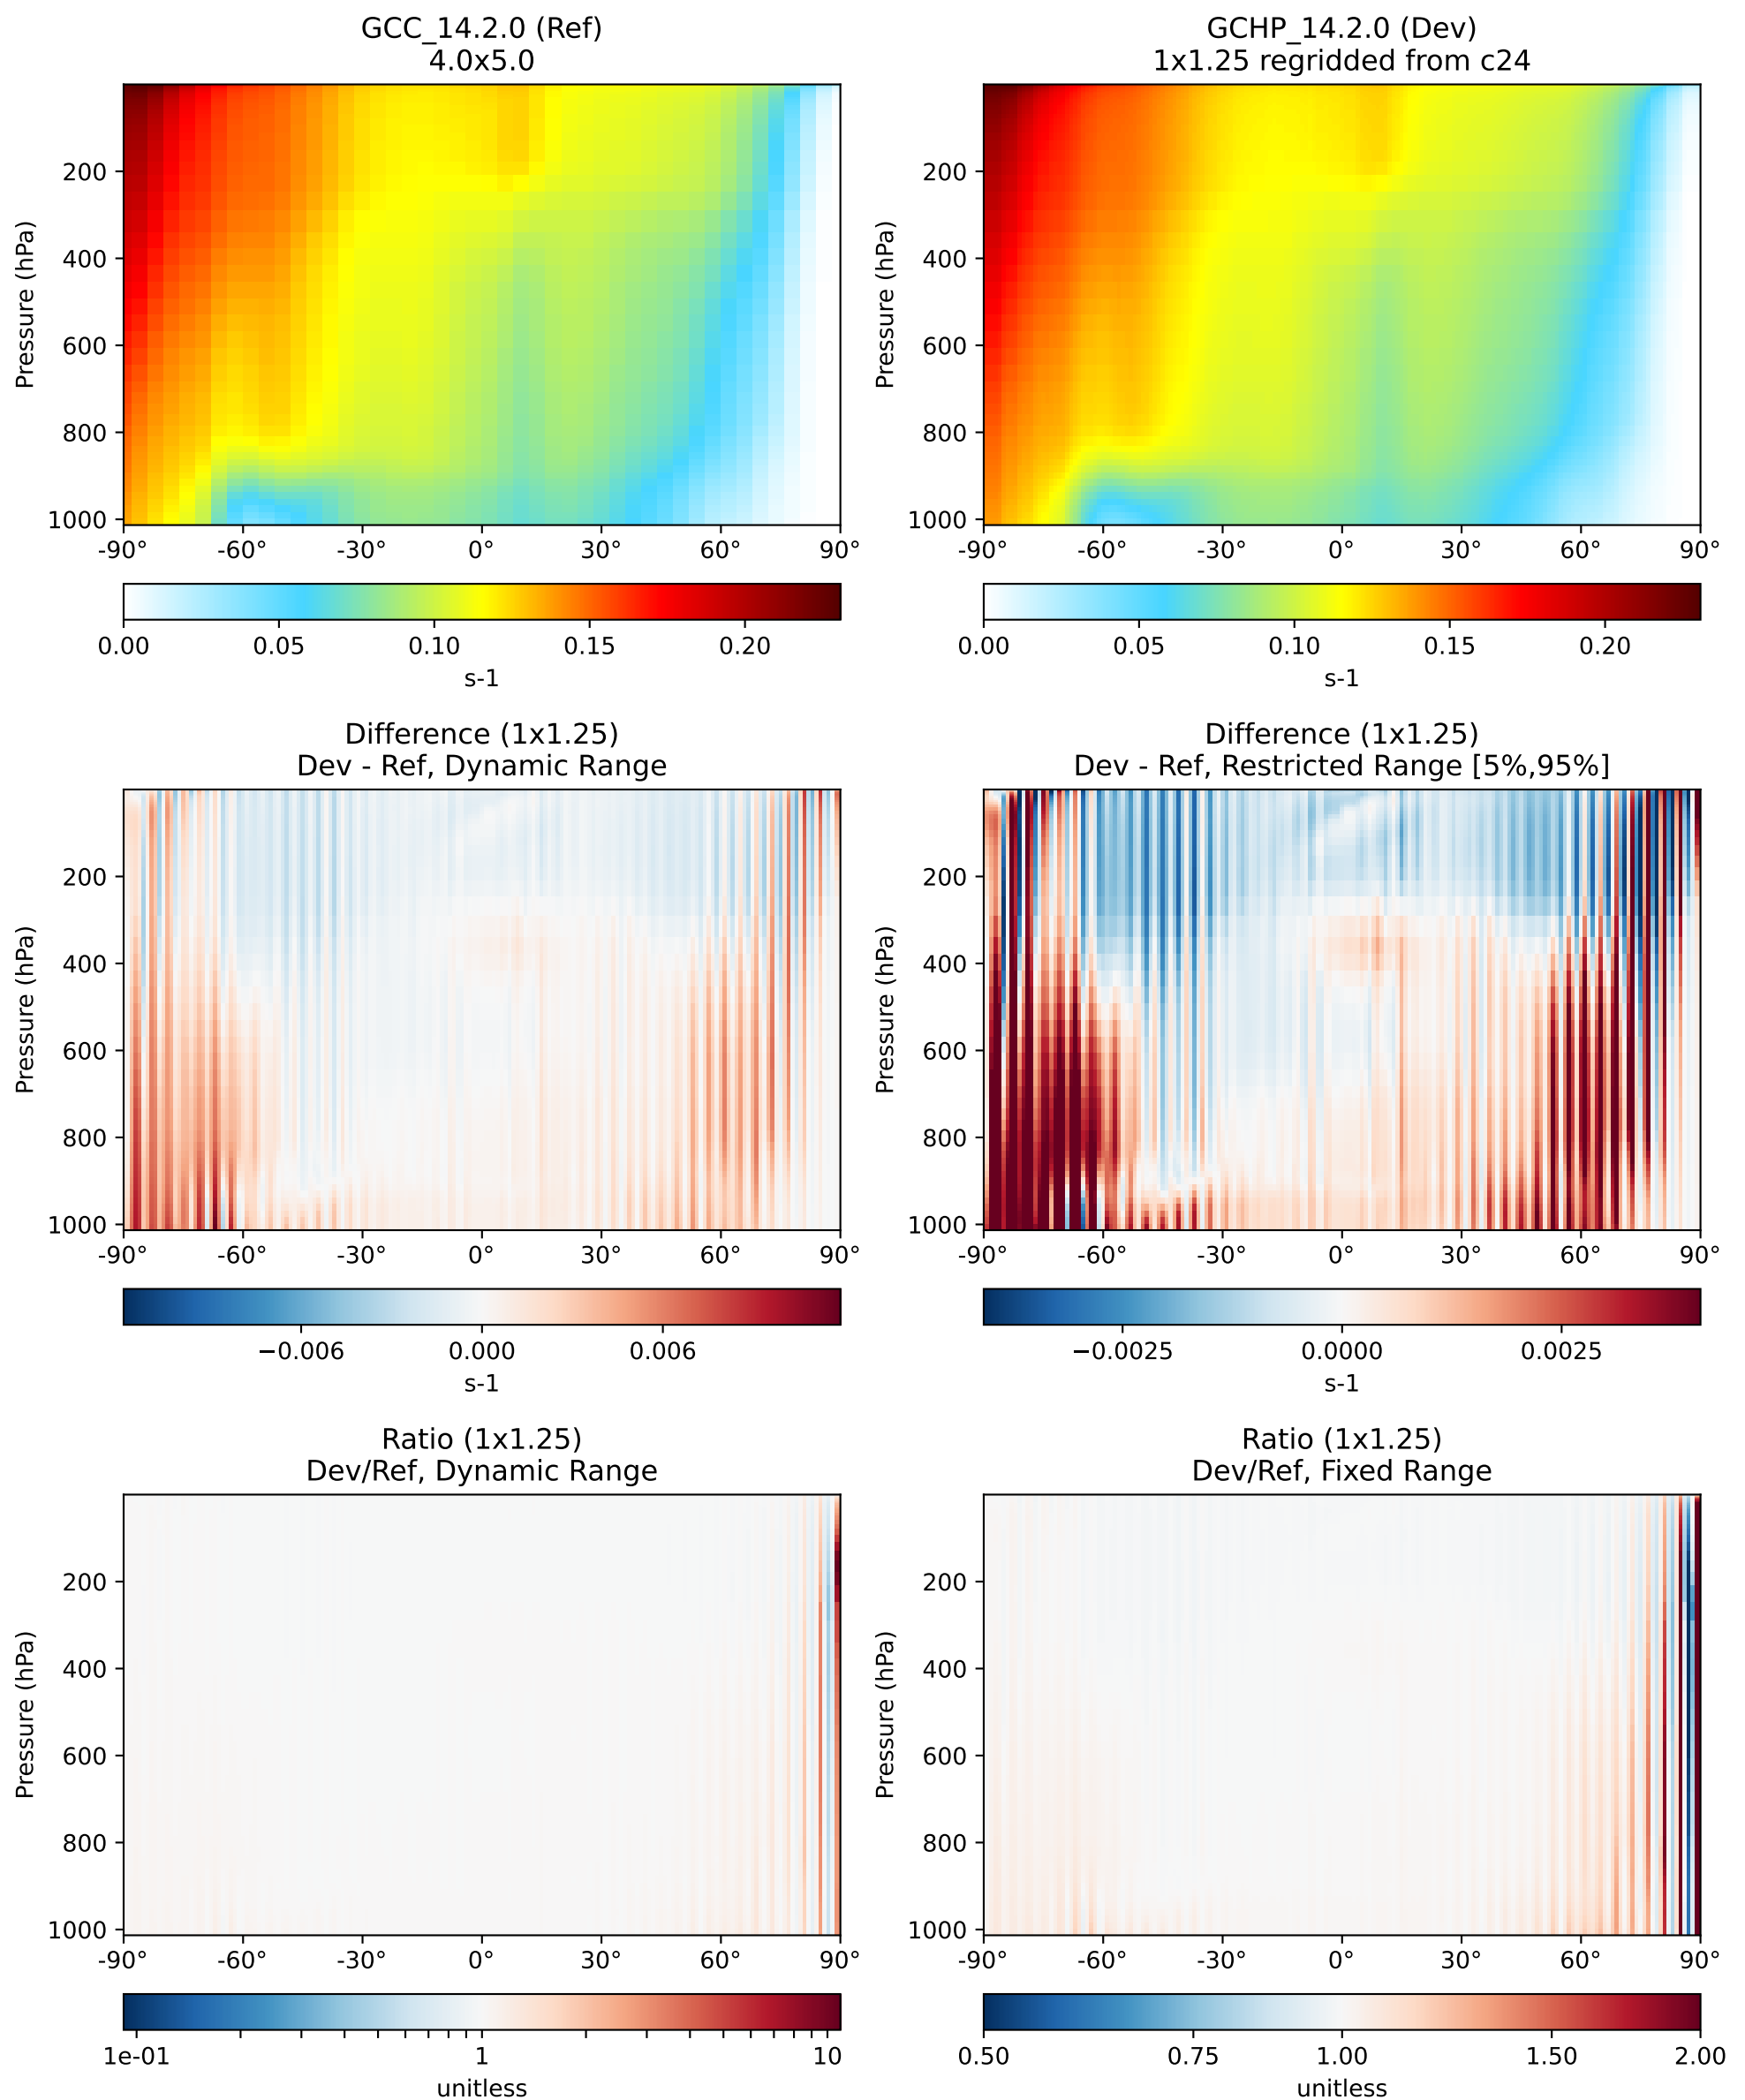 GCC_14.2.0 (Ref)
4.0x5.0
GCHP_14.2.0 (Dev)
1x1.25 regridded from c24
Pressure (hPa)
200
400
600
800
1000
-90° -60° -30° 0° 30° 60° 90°
0.00 0.05 0.10 0.15 0.20
s-1
Pressure (hPa)
200
400
600
800
1000
-90° -60° -30° 0° 30° 60° 90°
0.00 0.05 0.10 0.15 0.20
s-1
Difference (1x1.25)
Dev - Ref, Dynamic Range
Difference (1x1.25)
Dev - Ref, Restricted Range [5%,95%]
Pressure (hPa)
200
400
600
800
1000
-90° -60° -30° 0° 30° 60° 90°
−0.006 0.000 0.006
s-1
Pressure (hPa)
200
400
600
800
1000
-90° -60° -30° 0° 30° 60° 90°
−0.0025 0.0000 0.0025
s-1
Ratio (1x1.25)
Dev/Ref, Dynamic Range
Ratio (1x1.25)
Dev/Ref, Fixed Range
Pressure (hPa)
200
400
600
800
1000
-90° -60° -30° 0° 30° 60° 90°
1e-01 1 10
unitless
Pressure (hPa)
200
400
600
800
1000
-90° -60° -30° 0° 30° 60° 90°
0.50 0.75 1.00 1.50 2.00
unitless